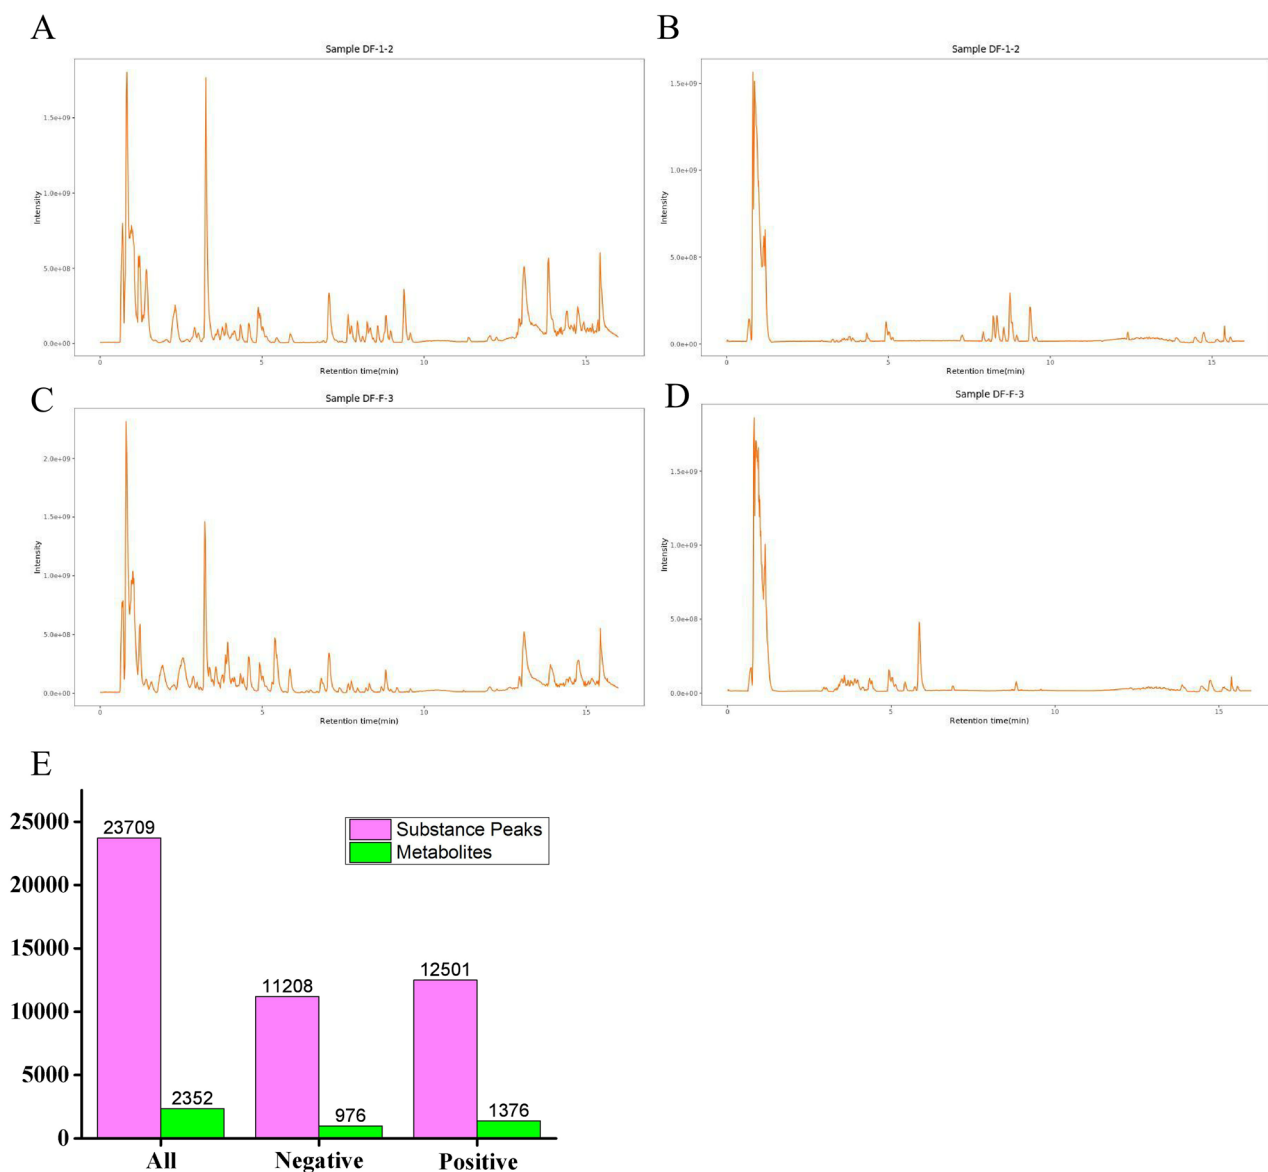 A
Sample DF-1-2
1.5e+09
1.0e+09
5.0e+08
0.0e+00
Intensity
0
5
10
15
Retention time(min)
B
Sample DF-1-2
1.5e+09
1.0e+09
5.0e+08
0.0e+00
Intensity
0
5
10
15
Retention time(min)
C
Sample DF-F-3
2.0e+09
1.5e+09
1.0e+09
5.0e+08
0.0e+00
Intensity
0
5
10
15
Retention time(min)
D
Sample DF-F-3
1.5e+09
1.0e+09
5.0e+08
0.0e+00
Intensity
0
5
10
15
Retention time(min)
E
25000
20000
15000
10000
5000
0
23709
2352
11208
976
12501
1376
Substance Peaks
Metabolites
All
Negative
Positive